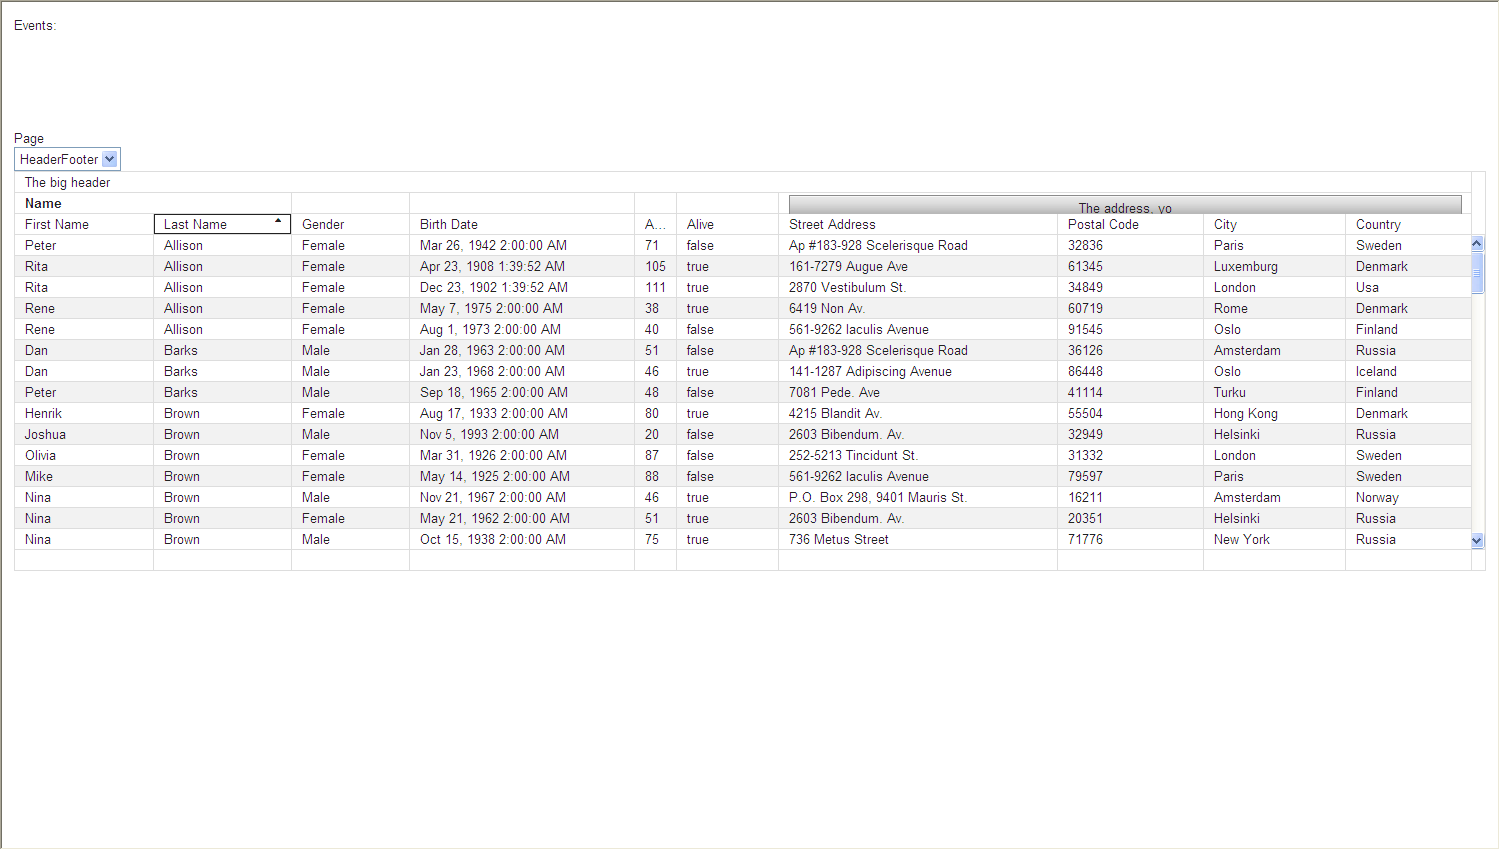 Events:
Page
HeaderFooter
The big header
Name The address, yo
First Name Last Name Gender Birth Date A... Alive Street Address Postal Code City Country
Peter Allison Female Mar 26, 1942 2:00:00 AM 71 false Ap #183-928 Scelerisque Road 32836 Paris Sweden
Rita Allison Female Apr 23, 1908 1:39:52 AM 105 true 161-7279 Augue Ave 61345 Luxemburg Denmark
Rita Allison Female Dec 23, 1902 1:39:52 AM 111 true 2870 Vestibulum St. 34849 London Usa
Rene Allison Female May 7, 1975 2:00:00 AM 38 true 6419 Non Av. 60719 Rome Denmark
Rene Allison Female Aug 1, 1973 2:00:00 AM 40 false 561-9262 Iaculis Avenue 91545 Oslo Finland
Dan Barks Male Jan 28, 1963 2:00:00 AM 51 false Ap #183-928 Scelerisque Road 36126 Amsterdam Russia
Dan Barks Male Jan 23, 1968 2:00:00 AM 46 true 141-1287 Adipiscing Avenue 86448 Oslo Iceland
Peter Barks Male Sep 18, 1965 2:00:00 AM 48 false 7081 Pede. Ave 41114 Turku Finland
Henrik Brown Female Aug 17, 1933 2:00:00 AM 80 true 4215 Blandit Av. 55504 Hong Kong Denmark
Joshua Brown Male Nov 5, 1993 2:00:00 AM 20 false 2603 Bibendum. Av. 32949 Helsinki Russia
Olivia Brown Female Mar 31, 1926 2:00:00 AM 87 false 252-5213 Tincidunt St. 31332 London Sweden
Mike Brown Female May 14, 1925 2:00:00 AM 88 false 561-9262 Iaculis Avenue 79597 Paris Sweden
Nina Brown Male Nov 21, 1967 2:00:00 AM 46 true P.O. Box 298, 9401 Mauris St. 16211 Amsterdam Norway
Nina Brown Female May 21, 1962 2:00:00 AM 51 true 2603 Bibendum. Av. 20351 Helsinki Russia
Nina Brown Male Oct 15, 1938 2:00:00 AM 75 true 736 Metus Street 71776 New York Russia